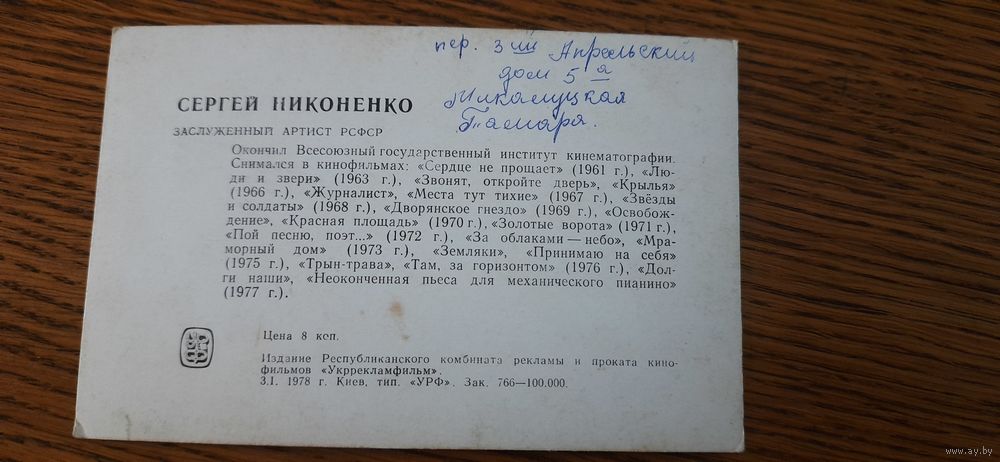 пер. 3ий Апрельский
дом 5а
Тамара.
СЕРГЕЙ НИКОНЕНКО
ЗАСЛУЖЕННЫЙ АРТИСТ РСФСР
Окончил Всесоюзный государственный институт кинематографии.
Снимался в кинофильмах: «Сердце не прощает» (1961 г.), «Лю-
ди и звери» (1963 г.), «Звонят, откройте дверь», «Крылья»
(1966 г.), «Журналист», «Места тут тихие» (1967 г.), «Звёзды
и солдаты» (1968 г.), «Дворянское гнездо» (1969 г.), «Освобож-
дение», «Красная площадь» (1970 г.), «Золотые ворота» (1971 г.),
«Пой песню, поэт...» (1972 г.), «За облаками — небо», «Мра-
морный дом» (1973 г.), «Земляки», «Принимаю на себя»
(1975 г.), «Трын-трава», «Там, за горизонтом» (1976 г.), «Дол-
ги наши», «Неоконченная пьеса для механического пианино»
(1977 г.).
Цена 8 коп.
Издание Республиканского комбината рекламы и проката кино-
фильмов «Укррекламфильм».
3.I. 1978 г. Киев, тип. «УРФ». Зак. 766—100.000.
www.ay.by